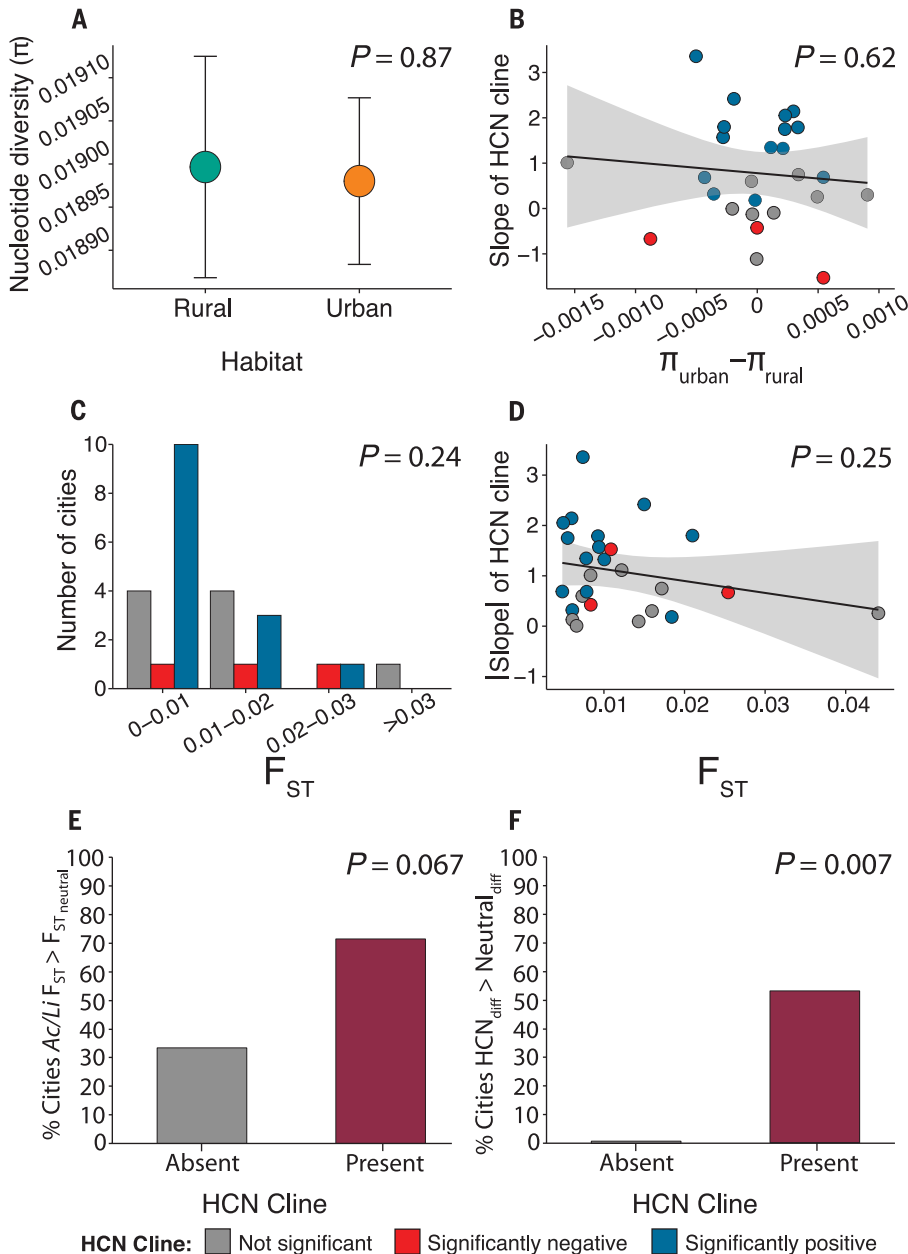 A
P = 0.87
Nucleotide diversity (π)
0.01910
0.01905
0.01900
0.01895
0.01890
Rural
Urban
Habitat
B
P = 0.62
Slope of HCN cline
3
2
1
0
−1
−0.0015
−0.0010
−0.0005
0
0.0005
0.0010
πurban−πrural
C
P = 0.24
Number of cities
10
8
6
4
2
0
0−0.01
0.01−0.02
0.02−0.03
>0.03
FST
D
P = 0.25
|Slope| of HCN cline
3
2
1
0
−1
0.01
0.02
0.03
0.04
FST
E
P = 0.067
% Cities Ac/Li FST > FST neutral
100
90
80
70
60
50
40
30
20
10
0
Absent
Present
HCN Cline
F
P = 0.007
% Cities HCNdiff > Neutraldiff
100
90
80
70
60
50
40
30
20
10
0
Absent
Present
HCN Cline
HCN Cline: Not significant Significantly negative Significantly positive